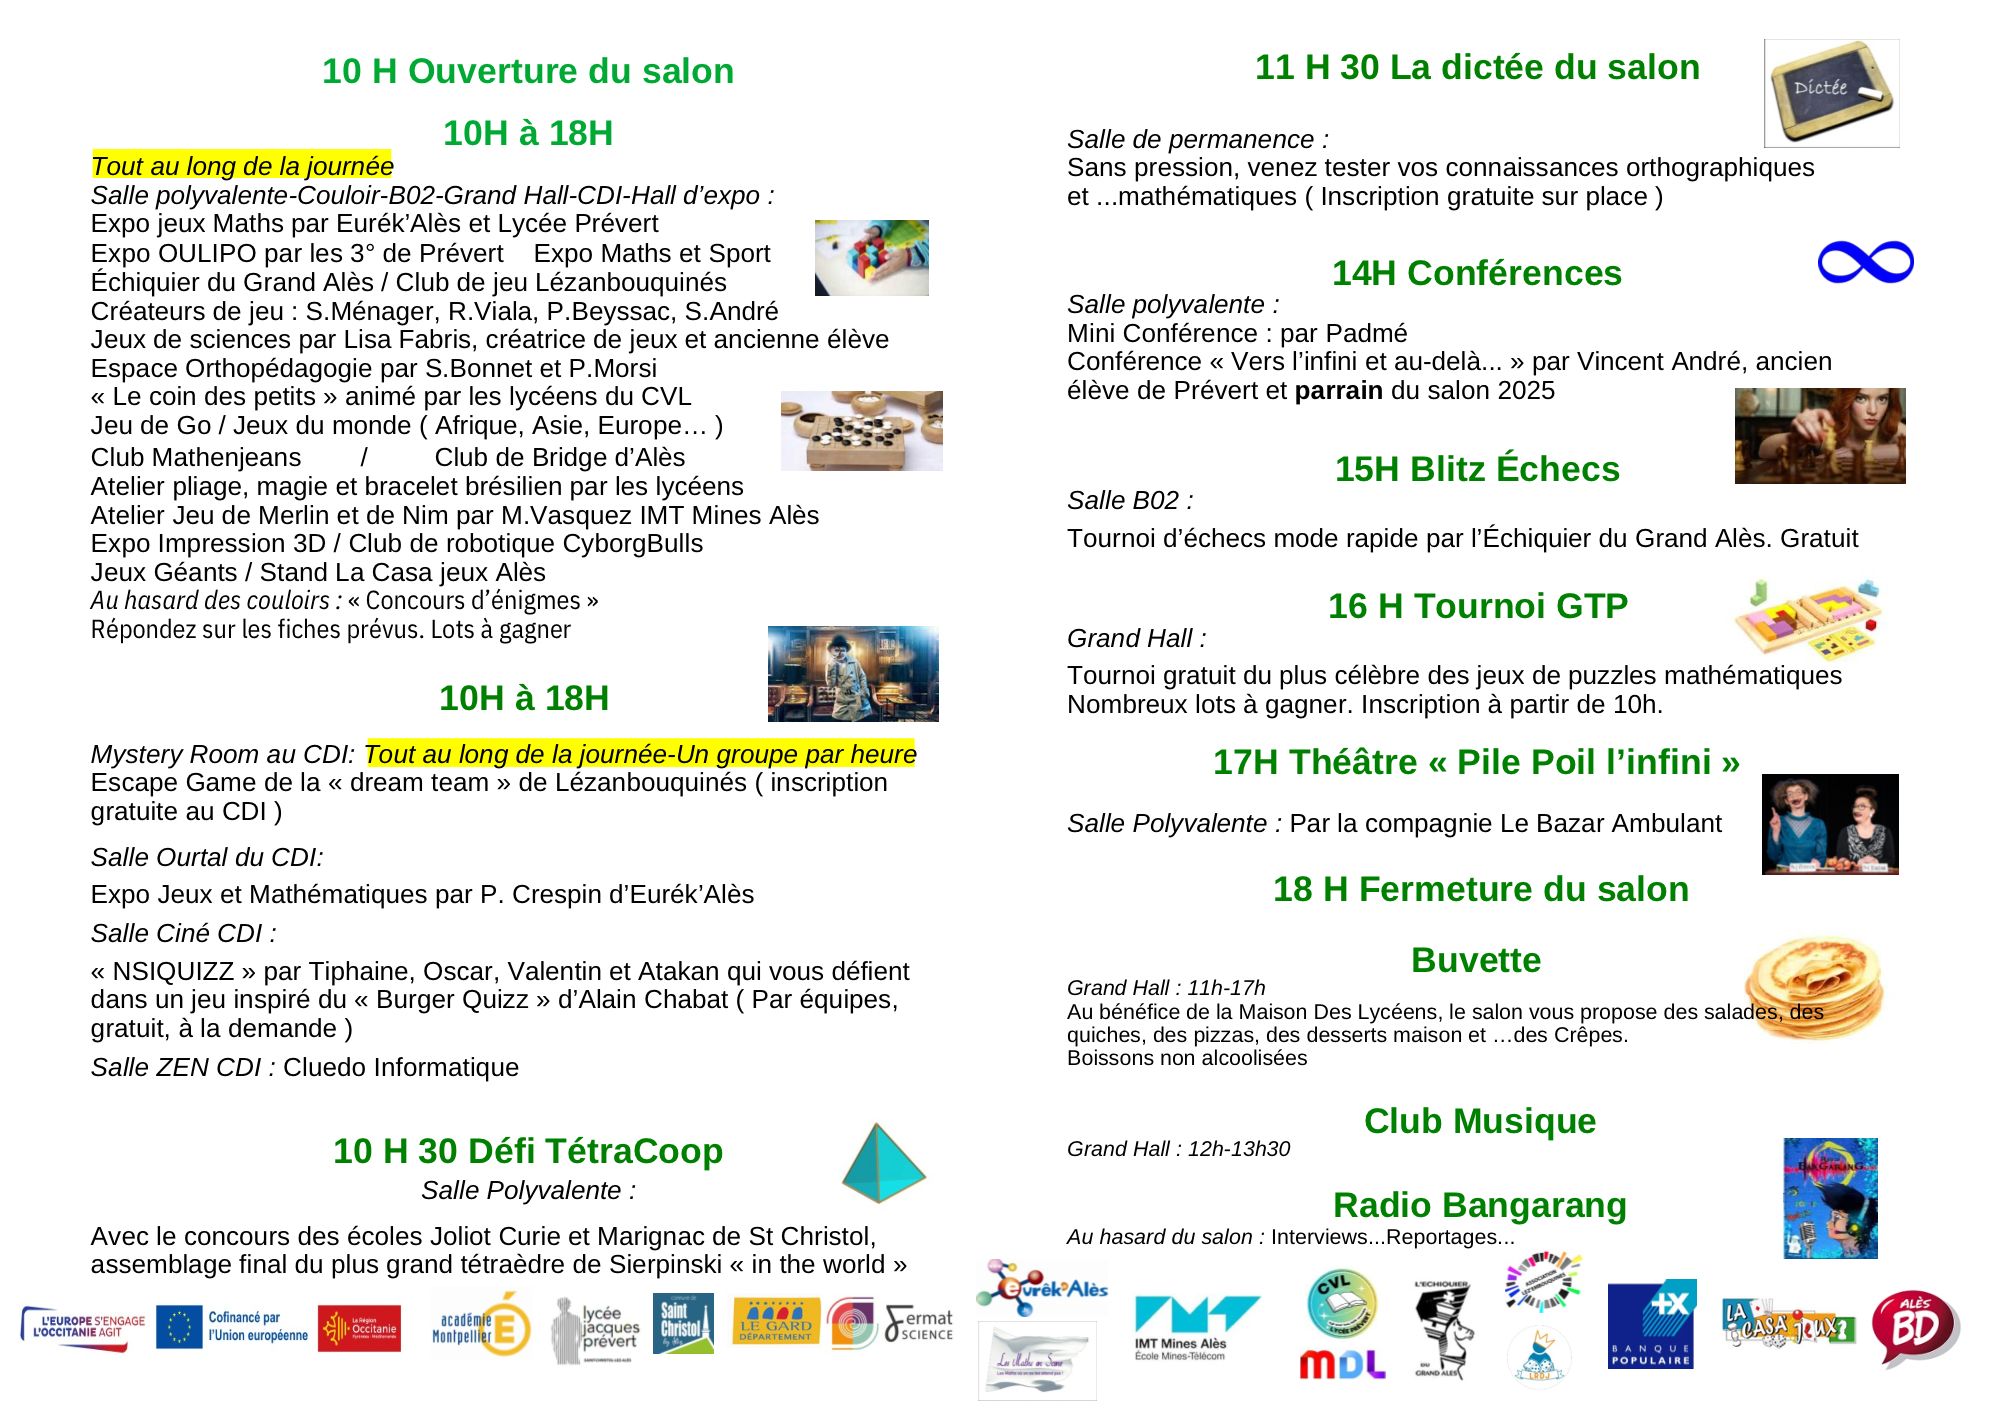 10 H Ouverture du salon
10H à 18H
Tout au long de la journée
Salle polyvalente-Couloir-B02-Grand Hall-CDI-Hall d’expo :
Expo jeux Maths par Eurék’Alès et Lycée Prévert
Expo OULIPO par les 3° de Prévert    Expo Maths et Sport
Échiquier du Grand Alès / Club de jeu Lézanbouquinés
Créateurs de jeu : S.Ménager, R.Viala, P.Beyssac, S.André
Jeux de sciences par Lisa Fabris, créatrice de jeux et ancienne élève
Espace Orthopédagogie par S.Bonnet et P.Morsi
« Le coin des petits » animé par les lycéens du CVL
Jeu de Go / Jeux du monde ( Afrique, Asie, Europe… )
Club Mathenjeans        /         Club de Bridge d’Alès
Atelier pliage, magie et bracelet brésilien par les lycéens
Atelier Jeu de Merlin et de Nim par M.Vasquez IMT Mines Alès
Expo Impression 3D / Club de robotique CyborgBulls
Jeux Géants / Stand La Casa jeux Alès
Au hasard des couloirs : « Concours d’énigmes »
Répondez sur les fiches prévus. Lots à gagner
10H à 18H
Mystery Room au CDI: Tout au long de la journée-Un groupe par heure
Escape Game de la « dream team » de Lézanbouquinés ( inscription
gratuite au CDI )
Salle Ourtal du CDI:
Expo Jeux et Mathématiques par P. Crespin d’Eurék’Alès
Salle Ciné CDI :
« NSIQUIZZ » par Tiphaine, Oscar, Valentin et Atakan qui vous défient
dans un jeu inspiré du « Burger Quizz » d’Alain Chabat ( Par équipes,
gratuit, à la demande )
Salle ZEN CDI : Cluedo Informatique
10 H 30 Défi TétraCoop
Salle Polyvalente :
Avec le concours des écoles Joliot Curie et Marignac de St Christol,
assemblage final du plus grand tétraèdre de Sierpinski « in the world »
11 H 30 La dictée du salon
Dictée
Salle de permanence :
Sans pression, venez tester vos connaissances orthographiques
et ...mathématiques ( Inscription gratuite sur place )
14H Conférences
Salle polyvalente :
Mini Conférence : par Padmé
Conférence « Vers l’infini et au-delà... » par Vincent André, ancien
élève de Prévert et parrain du salon 2025
15H Blitz Échecs
Salle B02 :
Tournoi d’échecs mode rapide par l’Échiquier du Grand Alès. Gratuit
16 H Tournoi GTP
Grand Hall :
Tournoi gratuit du plus célèbre des jeux de puzzles mathématiques
Nombreux lots à gagner. Inscription à partir de 10h.
17H Théâtre « Pile Poil l’infini »
Salle Polyvalente : Par la compagnie Le Bazar Ambulant
18 H Fermeture du salon
Buvette
Grand Hall : 11h-17h
Au bénéfice de la Maison Des Lycéens, le salon vous propose des salades, des
quiches, des pizzas, des desserts maison et …des Crêpes.
Boissons non alcoolisées
Club Musique
Grand Hall : 12h-13h30
Radio Bangarang
BANGARANG
Au hasard du salon : Interviews...Reportages...
L'EUROPE S'ENGAGE
L'OCCITANIE AGIT
Cofinancé par
l'Union européenne
La Région
Occitanie
Pyrénées - Méditerranée
académie
Montpellier
lycée
jacques
prévert
Saint
Christol
LE GARD
DÉPARTEMENT
Fermat
SCIENCE
eurêk'Alès
Les Maths en Scène
IMT Mines Alès
École Mines-Télécom
CVL
LYCÉE PRÉVERT
MDL
L'ECHIQUIER
DU
GRAND ALES
ASSOCIATION
LÉZANBOUQUINÉS
LRDJ
BANQUE
POPULAIRE
LA
CASA jeux
ALÈS
BD